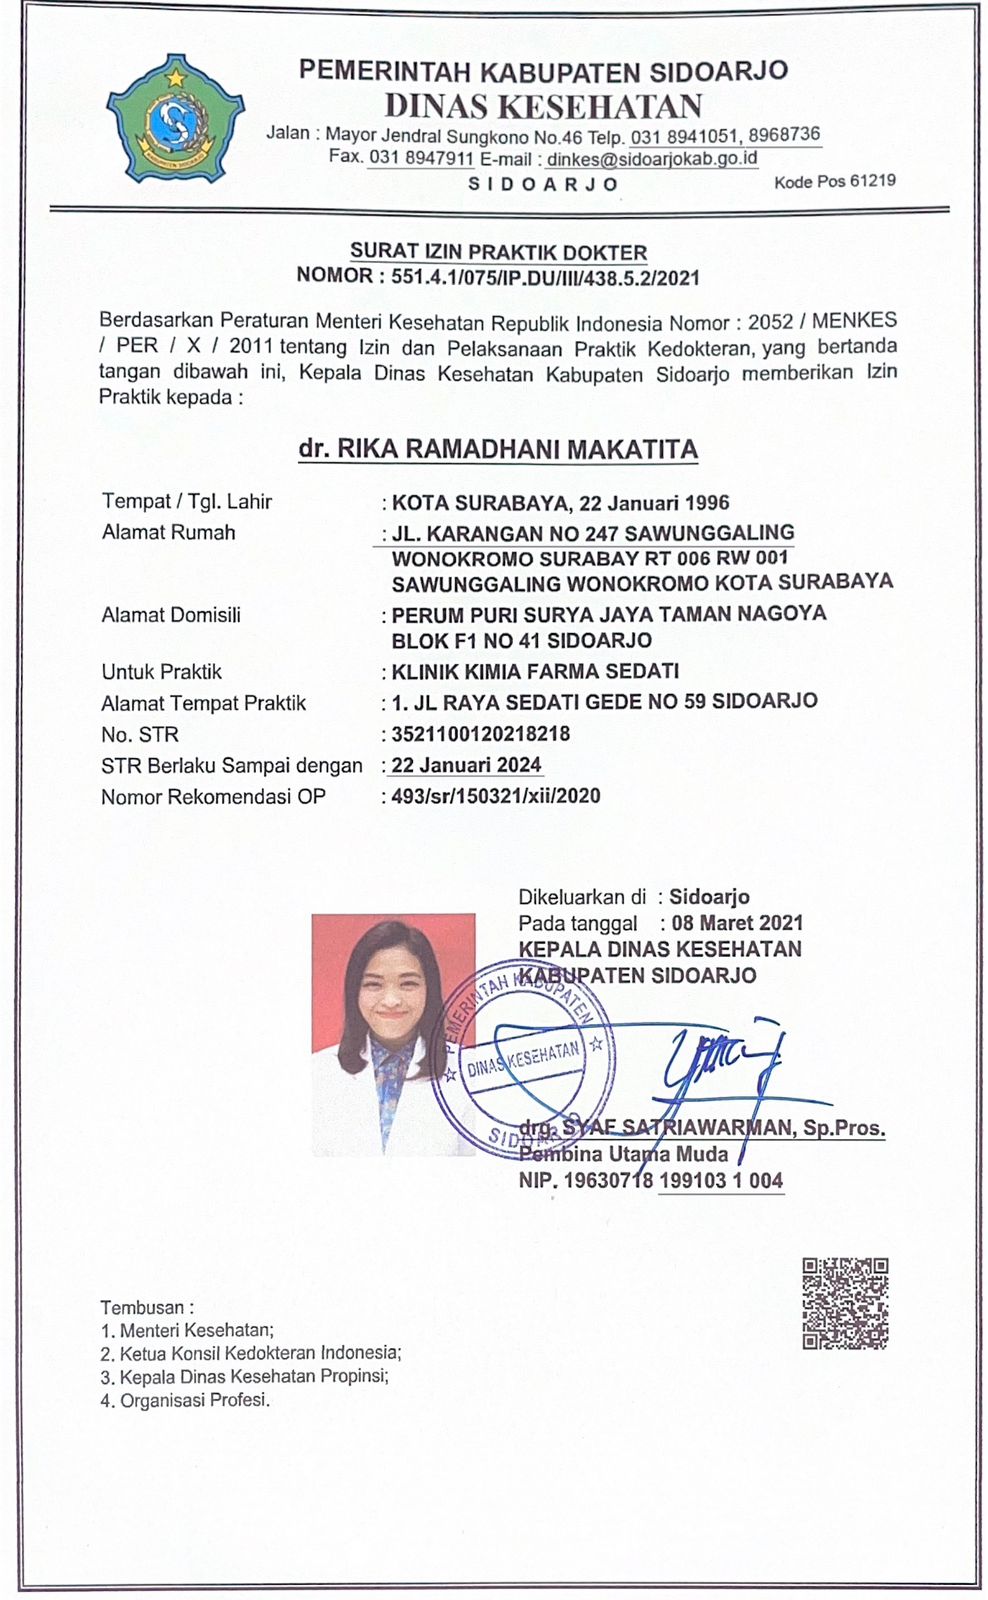 PEMERINTAH KABUPATEN SIDOARJO
DINAS KESEHATAN
Jalan : Mayor Jendral Sungkono No.46 Telp. 031 8941051, 8968736
Fax. 031 8947911 E-mail : dinkes@sidoarjokab.go.id
S I D O A R J O
Kode Pos 61219
KABUPATEN SIDOARJO
SURAT IZIN PRAKTIK DOKTER
NOMOR : 551.4.1/075/IP.DU/III/438.5.2/2021
Berdasarkan Peraturan Menteri Kesehatan Republik Indonesia Nomor : 2052 / MENKES
/ PER / X / 2011 tentang Izin dan Pelaksanaan Praktik Kedokteran, yang bertanda
tangan dibawah ini, Kepala Dinas Kesehatan Kabupaten Sidoarjo memberikan Izin
Praktik kepada :
dr. RIKA RAMADHANI MAKATITA
Tempat / Tgl. Lahir : KOTA SURABAYA, 22 Januari 1996
Alamat Rumah : JL. KARANGAN NO 247 SAWUNGGALING
WONOKROMO SURABAY RT 006 RW 001
SAWUNGGALING WONOKROMO KOTA SURABAYA
Alamat Domisili : PERUM PURI SURYA JAYA TAMAN NAGOYA
BLOK F1 NO 41 SIDOARJO
Untuk Praktik : KLINIK KIMIA FARMA SEDATI
Alamat Tempat Praktik : 1. JL RAYA SEDATI GEDE NO 59 SIDOARJO
No. STR : 3521100120218218
STR Berlaku Sampai dengan : 22 Januari 2024
Nomor Rekomendasi OP : 493/sr/150321/xii/2020
Dikeluarkan di : Sidoarjo
Pada tanggal : 08 Maret 2021
KEPALA DINAS KESEHATAN
KABUPATEN SIDOARJO
PEMERINTAH KABUPATEN
DINAS KESEHATAN
SIDOARJO
drg. SYAF SATRIAWARMAN, Sp.Pros.
Pembina Utama Muda
NIP. 19630718 199103 1 004
Tembusan :
1. Menteri Kesehatan;
2. Ketua Konsil Kedokteran Indonesia;
3. Kepala Dinas Kesehatan Propinsi;
4. Organisasi Profesi.